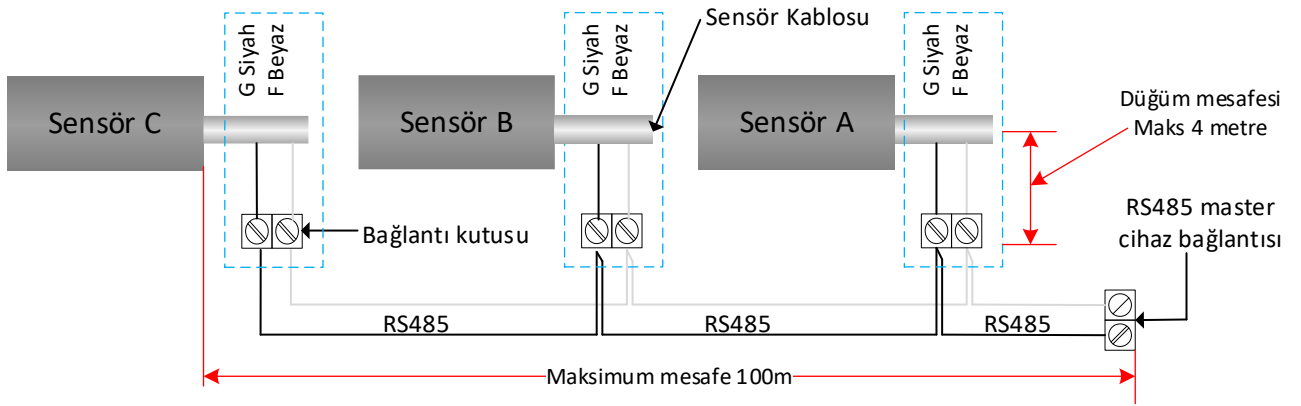 Sensör Kablosu
G Siyah
F Beyaz
G Siyah
F Beyaz
G Siyah
F Beyaz
Sensör C
Sensör B
Sensör A
Düğüm mesafesi
Maks 4 metre
RS485 master
cihaz bağlantısı
Bağlantı kutusu
RS485
RS485
RS485
Maksimum mesafe 100m